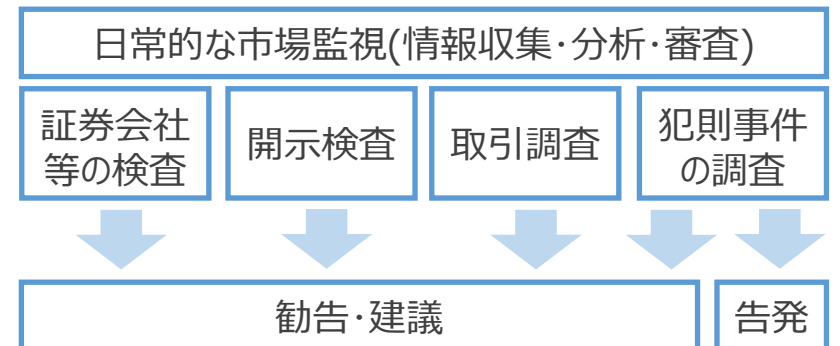 日常的な市場監視(情報収集･分析･審査)
証券会社
等の検査
開示検査
取引調査
犯則事件
の調査
勧告･建議
告発